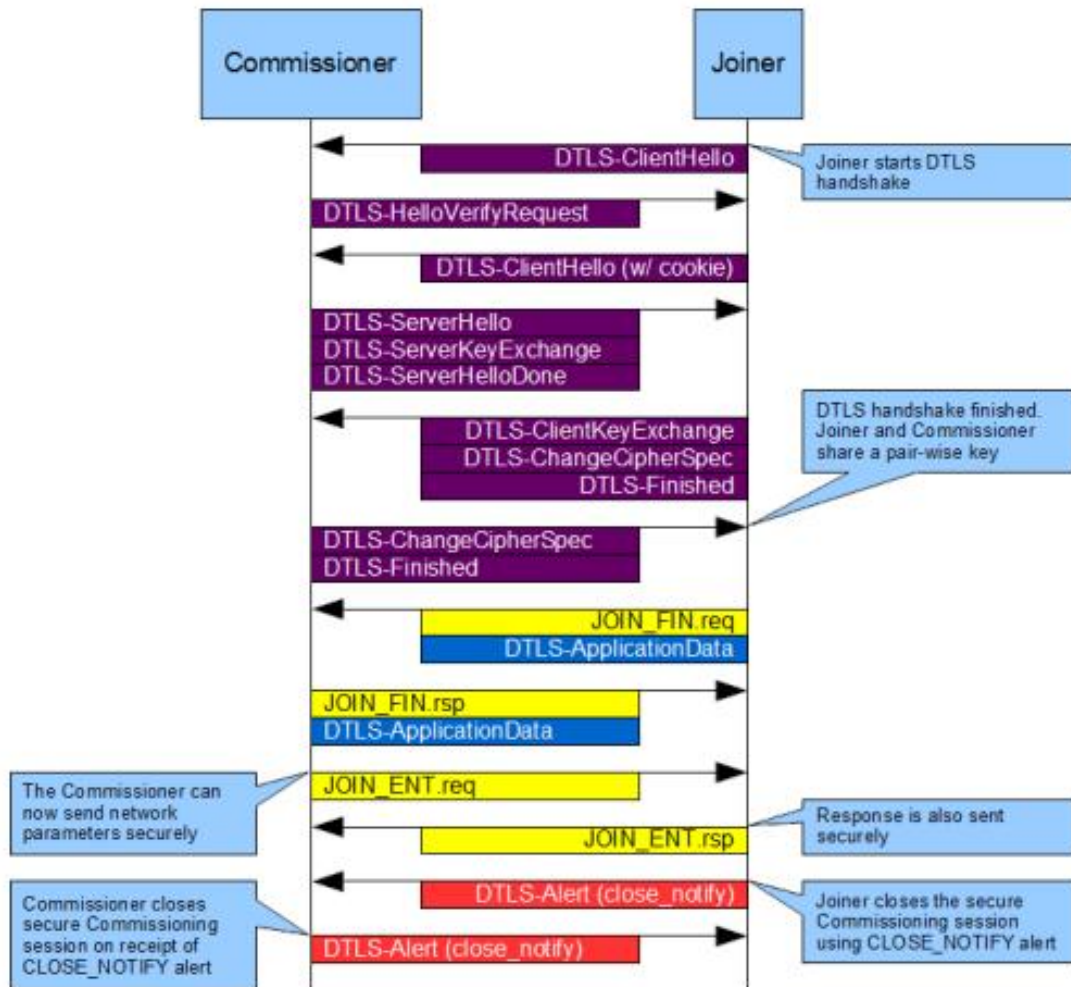 Commissioner
Joiner
DTLS-ClientHello
Joiner starts DTLS
handshake
DTLS-HelloVerifyRequest
DTLS-ClientHello (w/ cookie)
DTLS-ServerHello
DTLS-ServerKeyExchange
DTLS-ServerHelloDone
DTLS-ClientKeyExchange
DTLS-ChangeCipherSpec
DTLS-Finished
DTLS handshake finished.
Joiner and Commissioner
share a pair-wise key
DTLS-ChangeCipherSpec
DTLS-Finished
JOIN_FIN.req
DTLS-ApplicationData
JOIN_FIN.rsp
DTLS-ApplicationData
The Commissioner can
now send network
parameters securely
JOIN_ENT.req
JOIN_ENT.rsp
Response is also sent
securely
DTLS-Alert (close_notify)
Joiner closes the secure
Commissioning session
using CLOSE_NOTIFY alert
Commissioner closes
secure Commissioning
session on receipt of
CLOSE_NOTIFY alert
DTLS-Alert (close_notify)